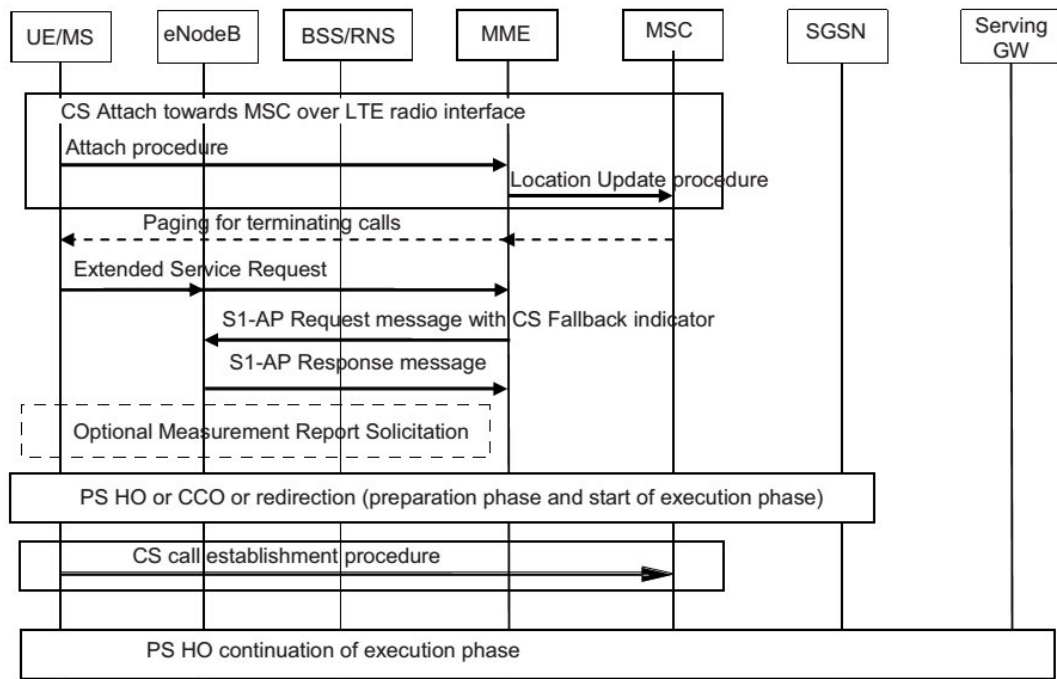 UE/MS
eNodeB
BSS/RNS
MME
MSC
SGSN
Serving
GW
CS Attach towards MSC over LTE radio interface
Attach procedure
Location Update procedure
Paging for terminating calls
Extended Service Request
S1-AP Request message with CS Fallback indicator
S1-AP Response message
Optional Measurement Report Solicitation
PS HO or CCO or redirection (preparation phase and start of execution phase)
CS call establishment procedure
PS HO continuation of execution phase